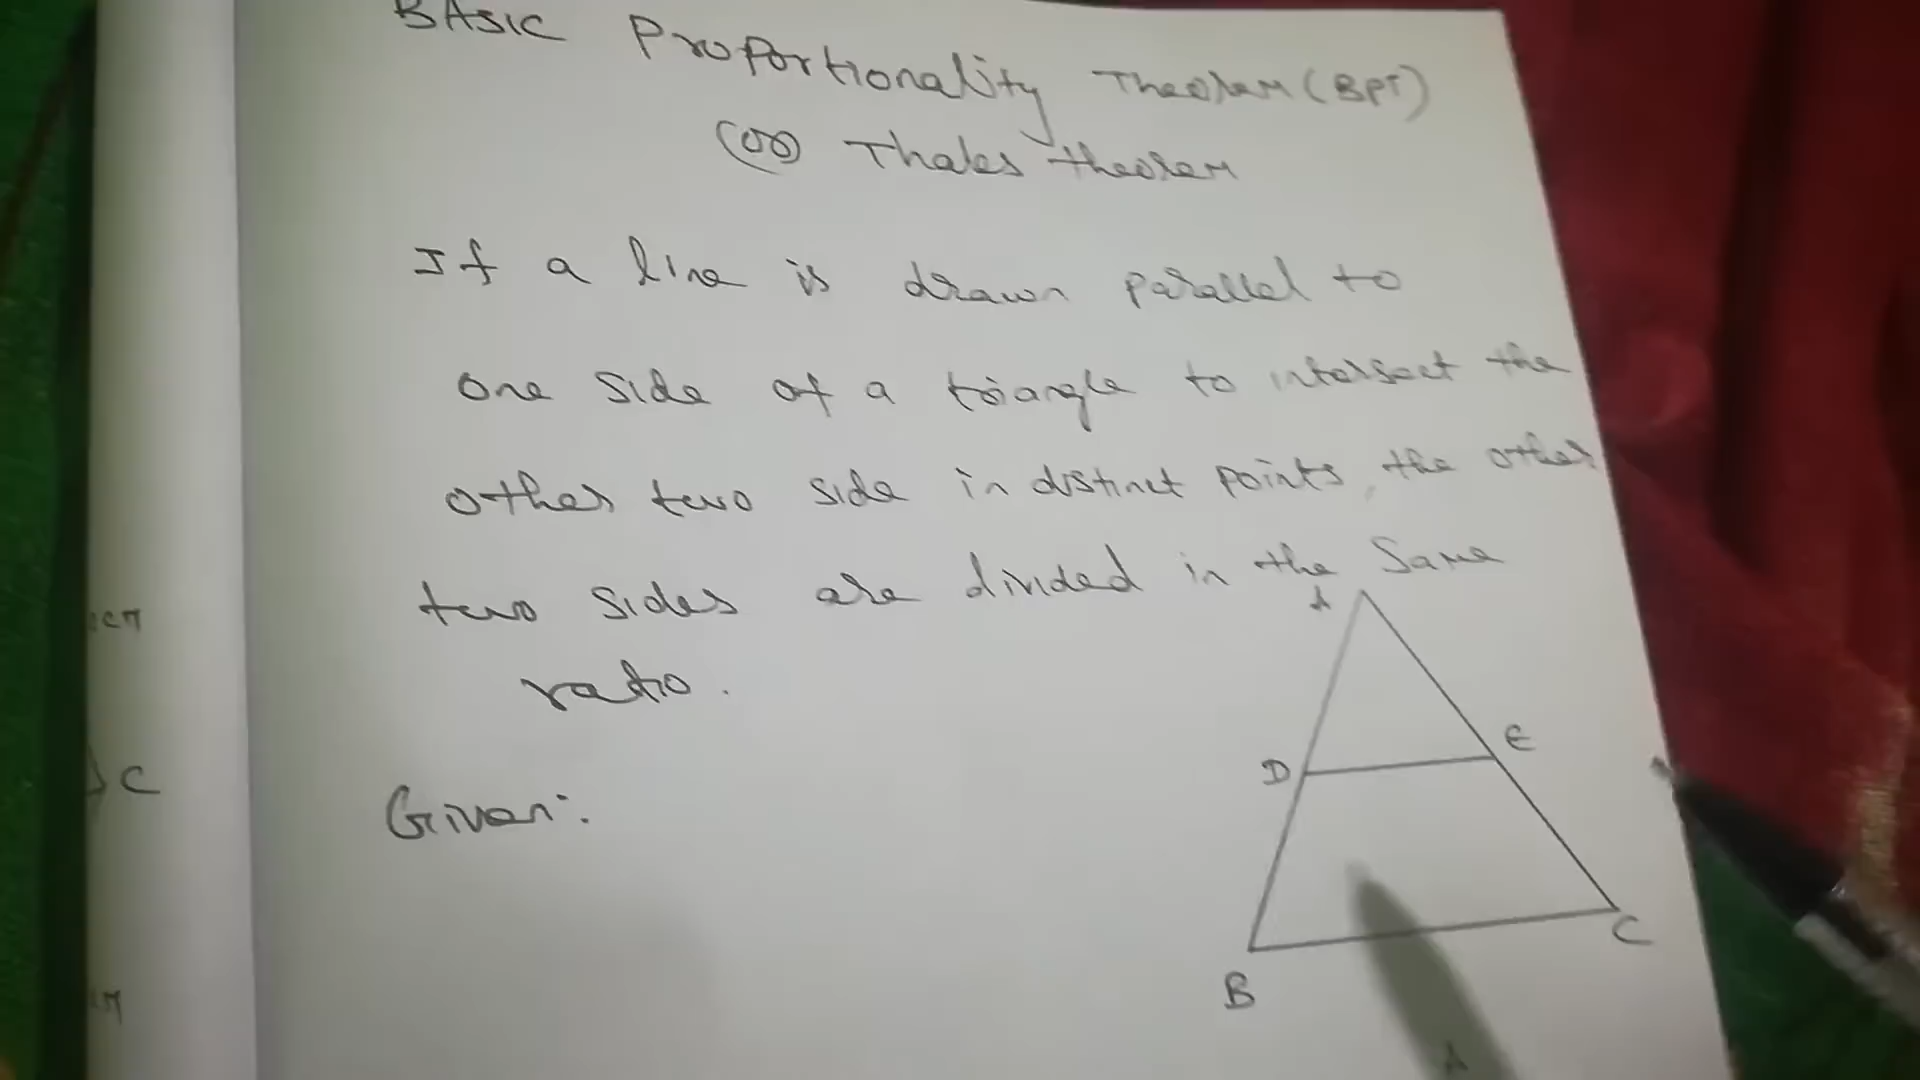 BASIC Proportionality Theorem (BPT)
(or) Thales theorem
If a line is drawn parallel to
one side of a triangle to intersect the
other two side in distinct points, the other
two sides are divided in the same
ratio.
A
E
D
Given:
C
C
B
A